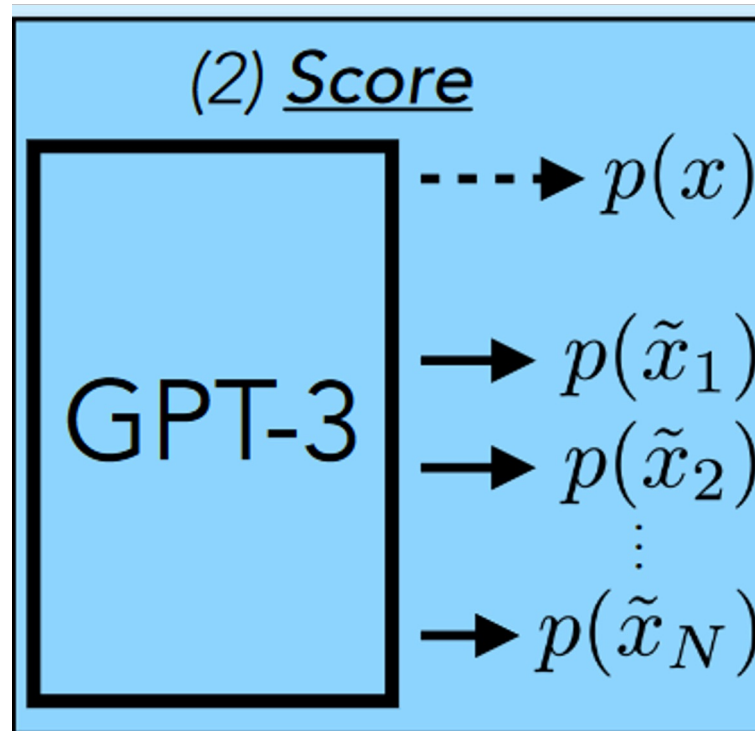 (2) Score
p(x)
p(x̃₁)
GPT-3
p(x̃₂)
⋮
p(x̃_N)